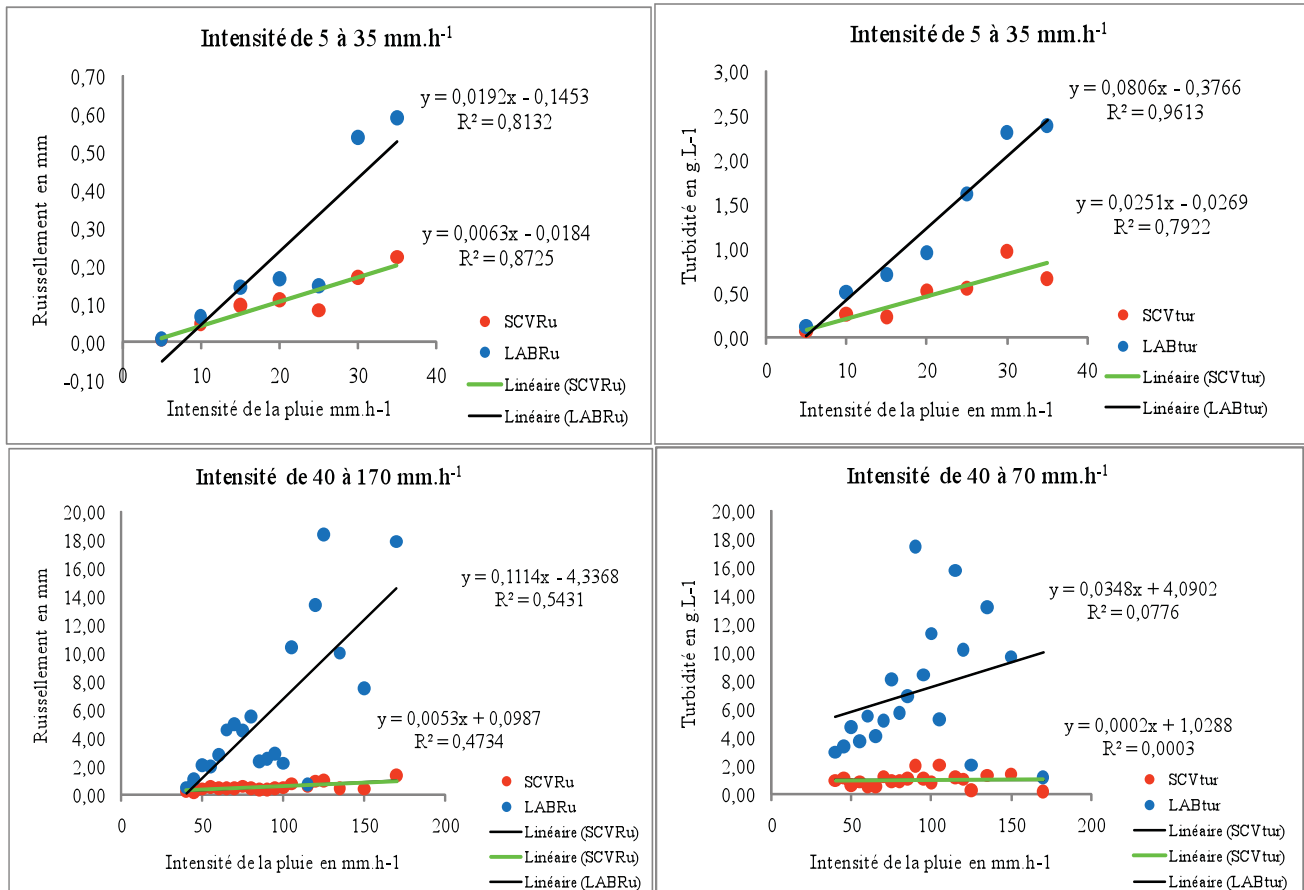 Intensité de 5 à 35 mm.h-1
Ruissellement en mm
0,70
0,60
0,50
0,40
0,30
0,20
0,10
0,00
-0,10
0
10
20
30
40
y = 0,0192x - 0,1453
R² = 0,8132
y = 0,0063x - 0,0184
R² = 0,8725
SCVRu
LABRu
Linéaire (SCVRu)
Linéaire (LABRu)
Intensité de la pluie mm.h-1
Intensité de 5 à 35 mm.h-1
Turbidité en g.L-1
3,00
2,50
2,00
1,50
1,00
0,50
0,00
0
10
20
30
40
y = 0,0806x - 0,3766
R² = 0,9613
y = 0,0251x - 0,0269
R² = 0,7922
SCVtur
LABtur
Linéaire (SCVtur)
Linéaire (LABtur)
Intensité de la pluie en mm.h-1
Intensité de 40 à 170 mm.h-1
Ruissellement en mm
20,00
18,00
16,00
14,00
12,00
10,00
8,00
6,00
4,00
2,00
0,00
0
50
100
150
200
y = 0,1114x - 4,3368
R² = 0,5431
y = 0,0053x + 0,0987
R² = 0,4734
SCVRu
LABRu
Linéaire (SCVRu)
Linéaire (SCVRu)
Linéaire (LABRu)
Intensité de la pluie en mm.h-1
Intensité de 40 à 70 mm.h-1
Turbidité en g.L-1
20,00
18,00
16,00
14,00
12,00
10,00
8,00
6,00
4,00
2,00
0,00
0
50
100
150
200
y = 0,0348x + 4,0902
R² = 0,0776
y = 0,0002x + 1,0288
R² = 0,0003
SCVtur
LABtur
Linéaire (SCVtur)
Linéaire (SCVtur)
Linéaire (LABtur)
Intensité de la pluie en mm.h-1